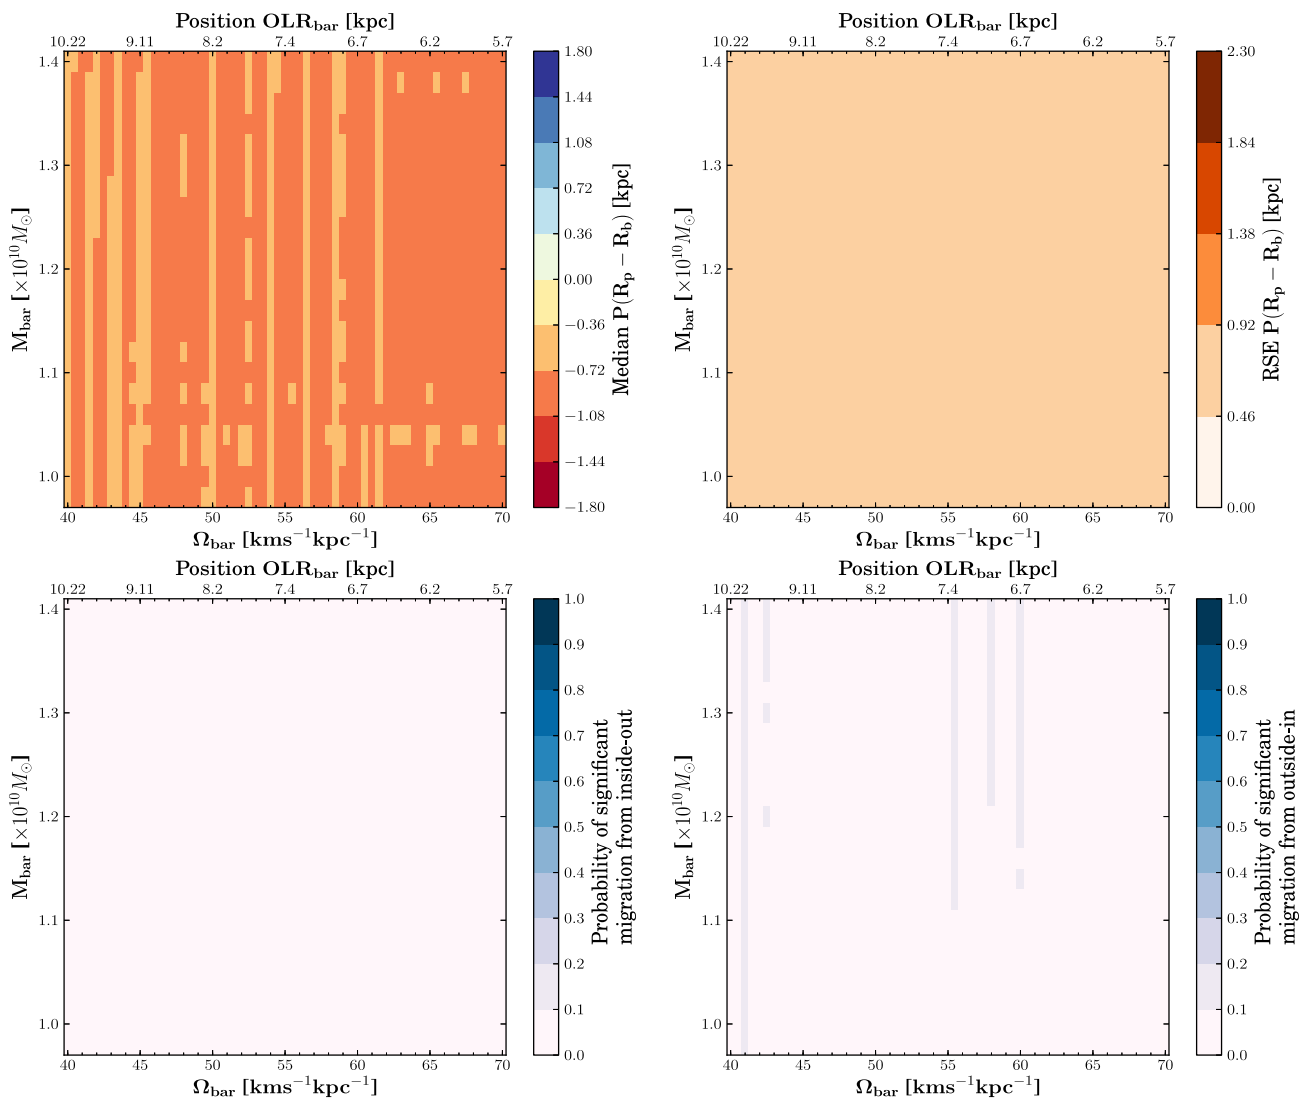 Position OLR_bar [kpc]
10.22 9.11 8.2 7.4 6.7 6.2 5.7
1.4
1.3
1.2
1.1
1.0
M_bar [×10^10 M_⊙]
40 45 50 55 60 65 70
Ω_bar [kms^−1kpc^−1]
1.80
1.44
1.08
0.72
0.36
0.00
−0.36
−0.72
−1.08
−1.44
−1.80
Median P(R_p − R_b) [kpc]
Position OLR_bar [kpc]
10.22 9.11 8.2 7.4 6.7 6.2 5.7
1.4
1.3
1.2
1.1
1.0
M_bar [×10^10 M_⊙]
40 45 50 55 60 65 70
Ω_bar [kms^−1kpc^−1]
2.30
1.84
1.38
0.92
0.46
0.00
RSE P(R_p − R_b) [kpc]
Position OLR_bar [kpc]
10.22 9.11 8.2 7.4 6.7 6.2 5.7
1.4
1.3
1.2
1.1
1.0
M_bar [×10^10 M_⊙]
40 45 50 55 60 65 70
Ω_bar [kms^−1kpc^−1]
1.0
0.9
0.8
0.7
0.6
0.5
0.4
0.3
0.2
0.1
0.0
Probability of significant
migration from inside-out
Position OLR_bar [kpc]
10.22 9.11 8.2 7.4 6.7 6.2 5.7
1.4
1.3
1.2
1.1
1.0
M_bar [×10^10 M_⊙]
40 45 50 55 60 65 70
Ω_bar [kms^−1kpc^−1]
1.0
0.9
0.8
0.7
0.6
0.5
0.4
0.3
0.2
0.1
0.0
Probability of significant
migration from outside-in